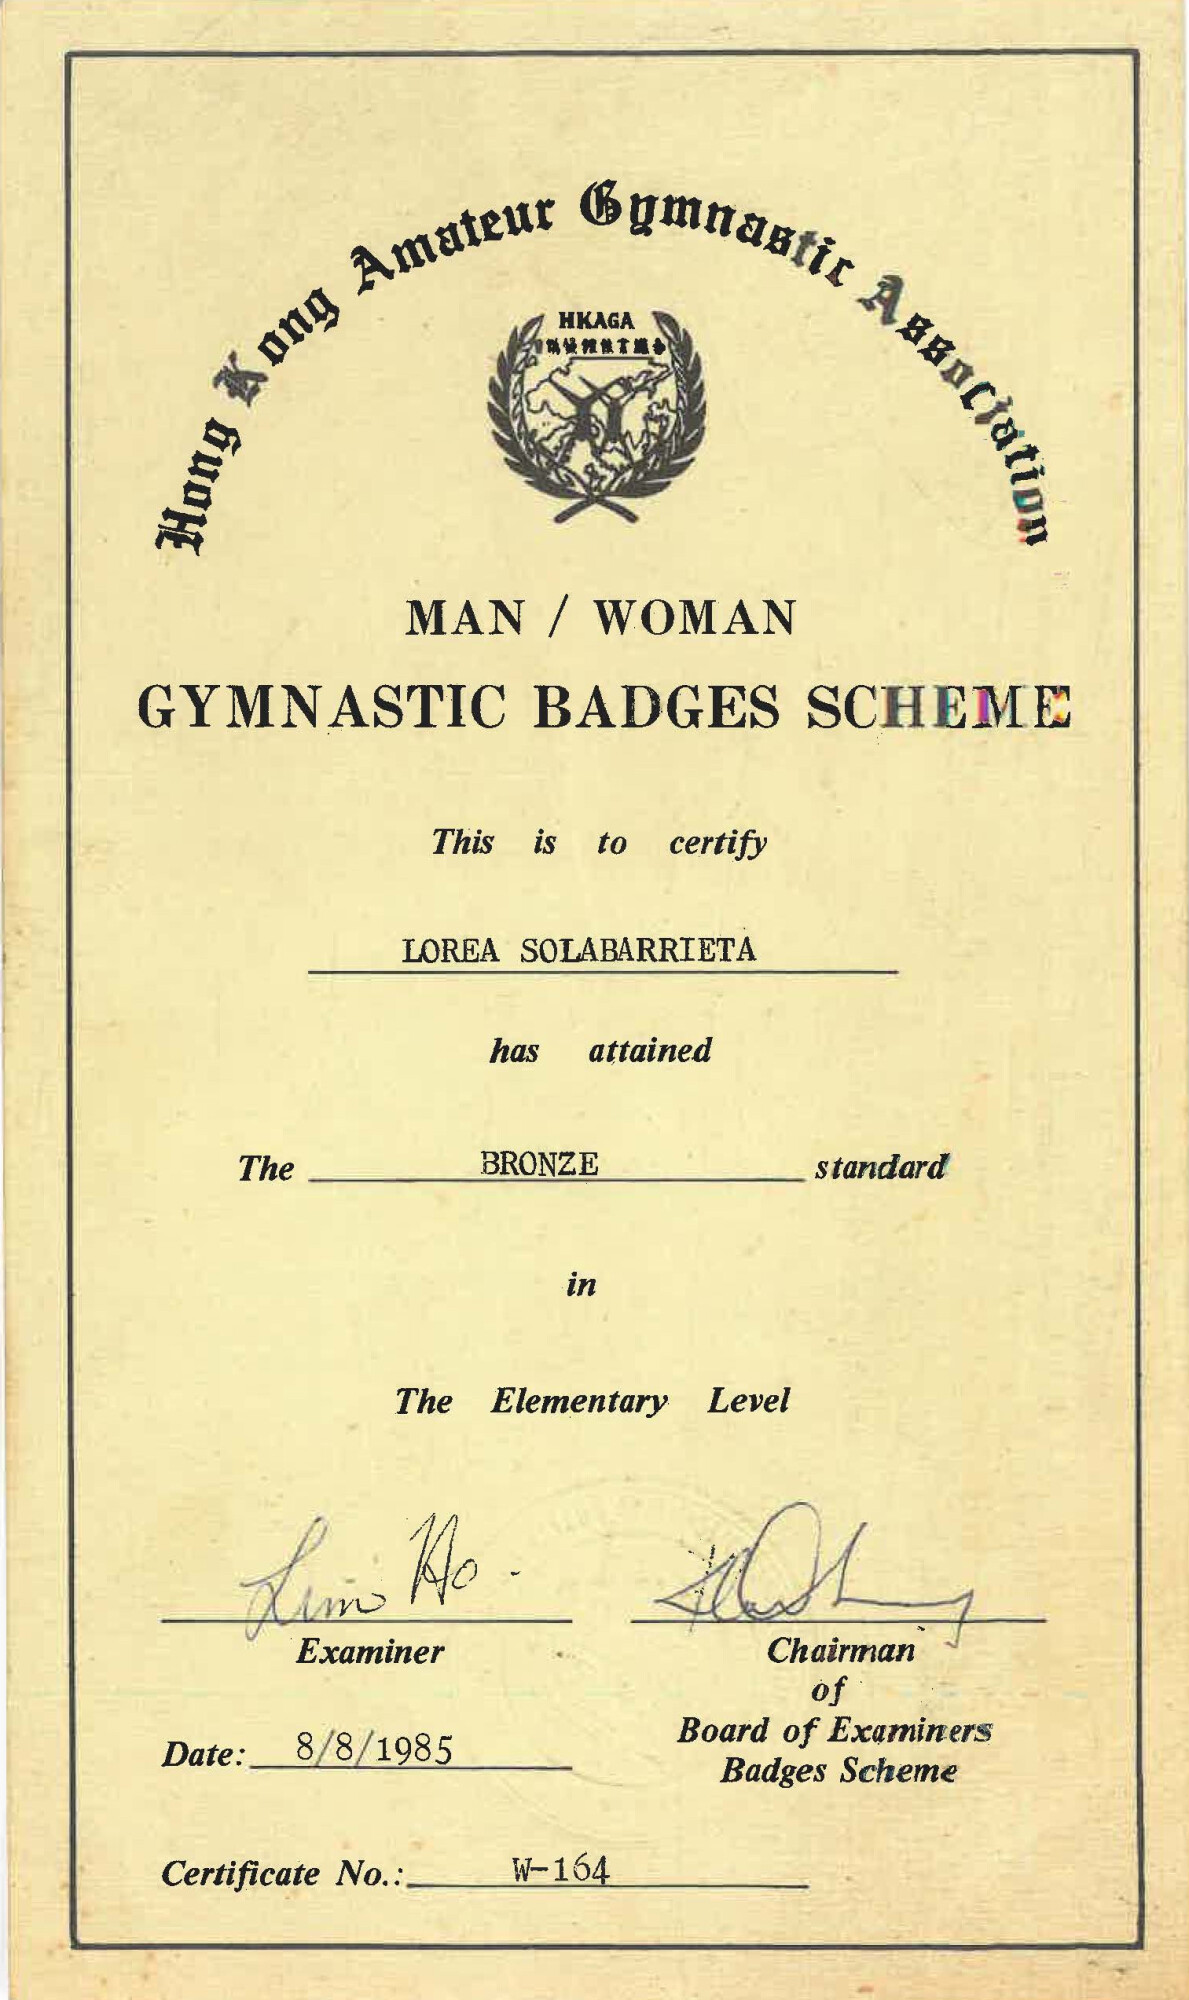 Hong Kong Amateur Gymnastic Association
HKAGA
MAN / WOMAN
GYMNASTIC BADGES SCHEME
This is to certify
LOREA SOLABARRIETA
has attained
The BRONZE standard
in
The Elementary Level
Lim Ho
Examiner
Chairman
of
Board of Examiners
Badges Scheme
Date: 8/8/1985
Certificate No.: W-164